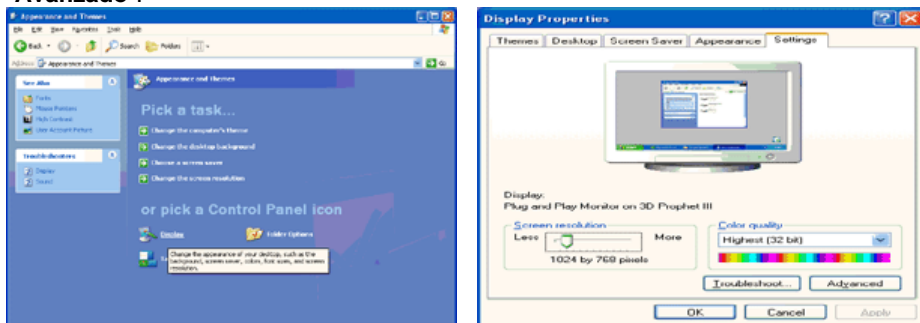 Avanzado".
Appearance and Themes
File Edit View Favorites Tools Help
Back Search Folders
Address Appearance and Themes Go
See Also
Fonts
Mouse Pointers
High Contrast
User Account Picture
Troubleshooters
Display
Sound
Appearance and Themes
Pick a task...
Change the computer's theme
Change the desktop background
Choose a screen saver
Change the screen resolution
or pick a Control Panel icon
Display Folder Options
Change the appearance of your desktop, such as the
background, screen saver, colors, font sizes, and screen
resolution.
Display Properties
Themes Desktop Screen Saver Appearance Settings
Display:
Plug and Play Monitor on 3D Prophet III
Screen resolution
Less More
1024 by 768 pixels
Color quality
Highest (32 bit)
Troubleshoot... Advanced
OK Cancel Apply